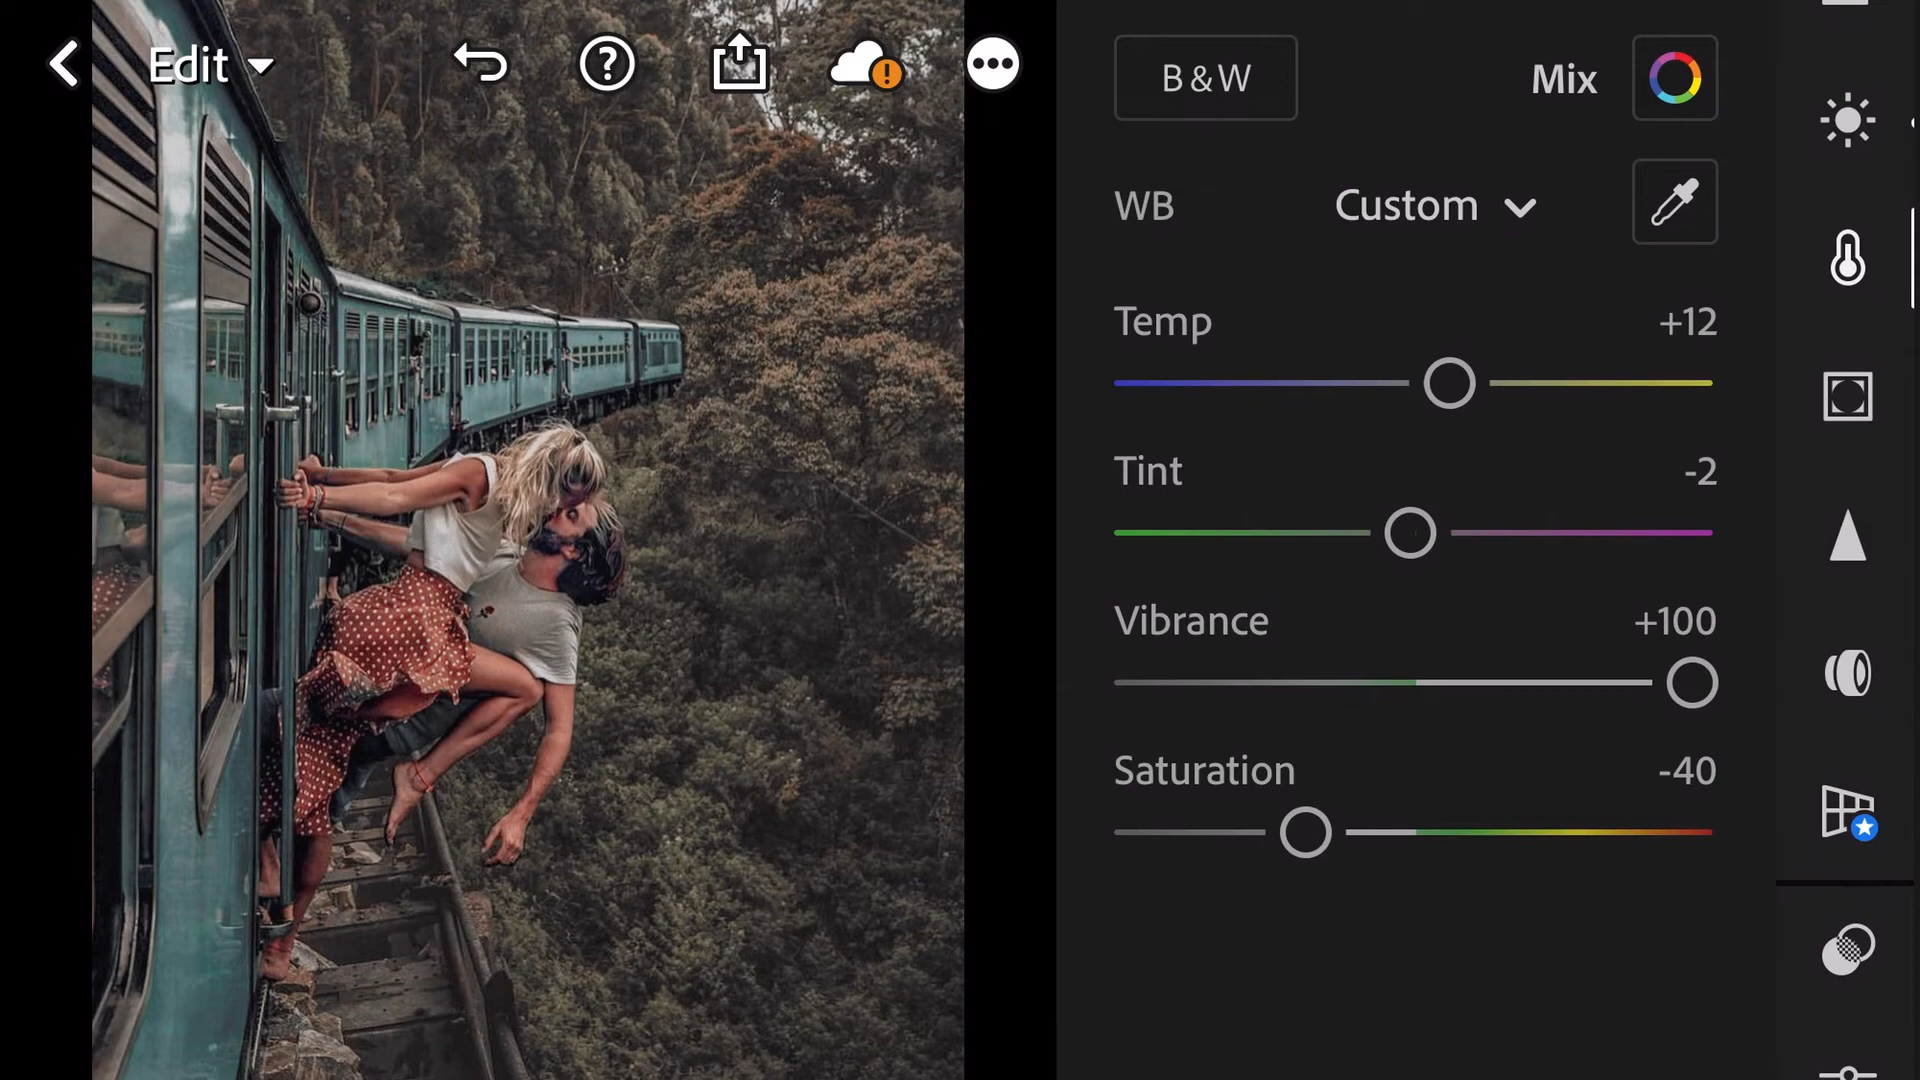 Edit
B&W
Mix
WB
Custom
Temp
+12
Tint
-2
Vibrance
+100
Saturation
-40